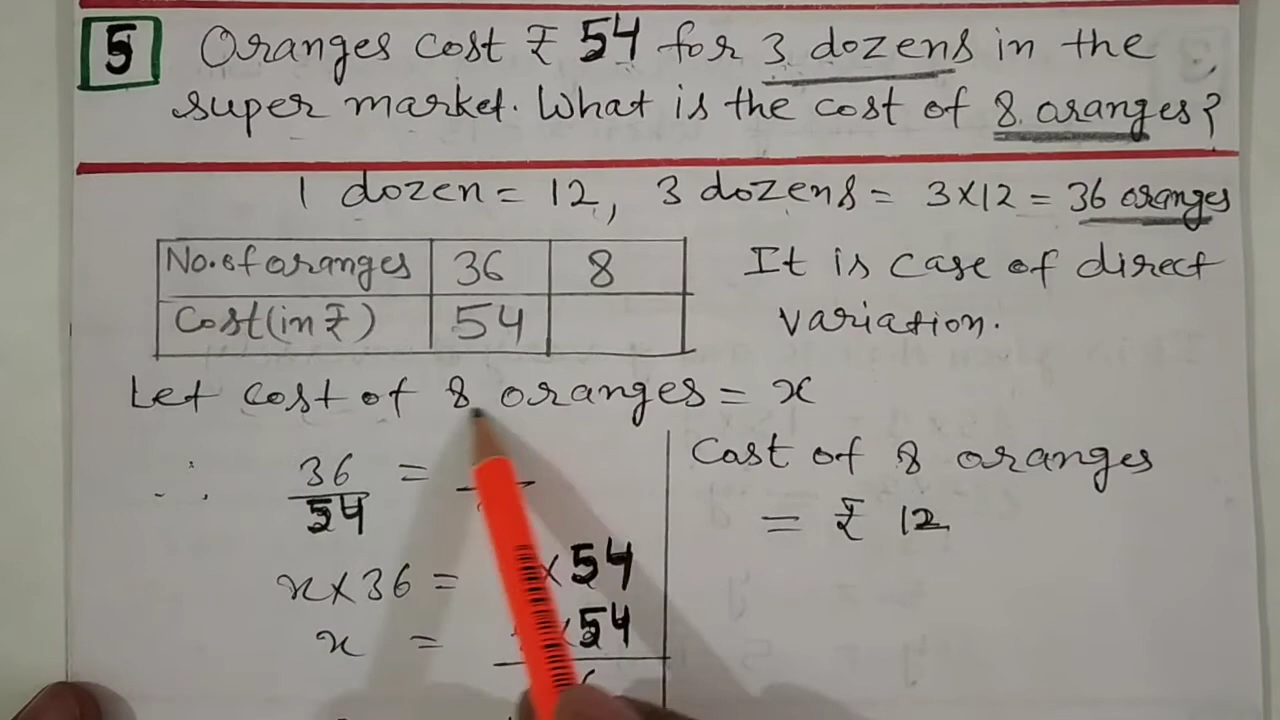 5 Oranges cost ₹ 54 for 3 dozens in the
super market. What is the cost of 8 oranges?
1 dozen = 12, 3 dozens = 3×12 = 36 oranges
No. of oranges 36 8
Cost (in ₹) 54
It is case of direct
variation.
Let cost of 8 oranges = x
∴ 36/54 =
x×36 = ×54
x = ×54
Cost of 8 oranges
= ₹ 12